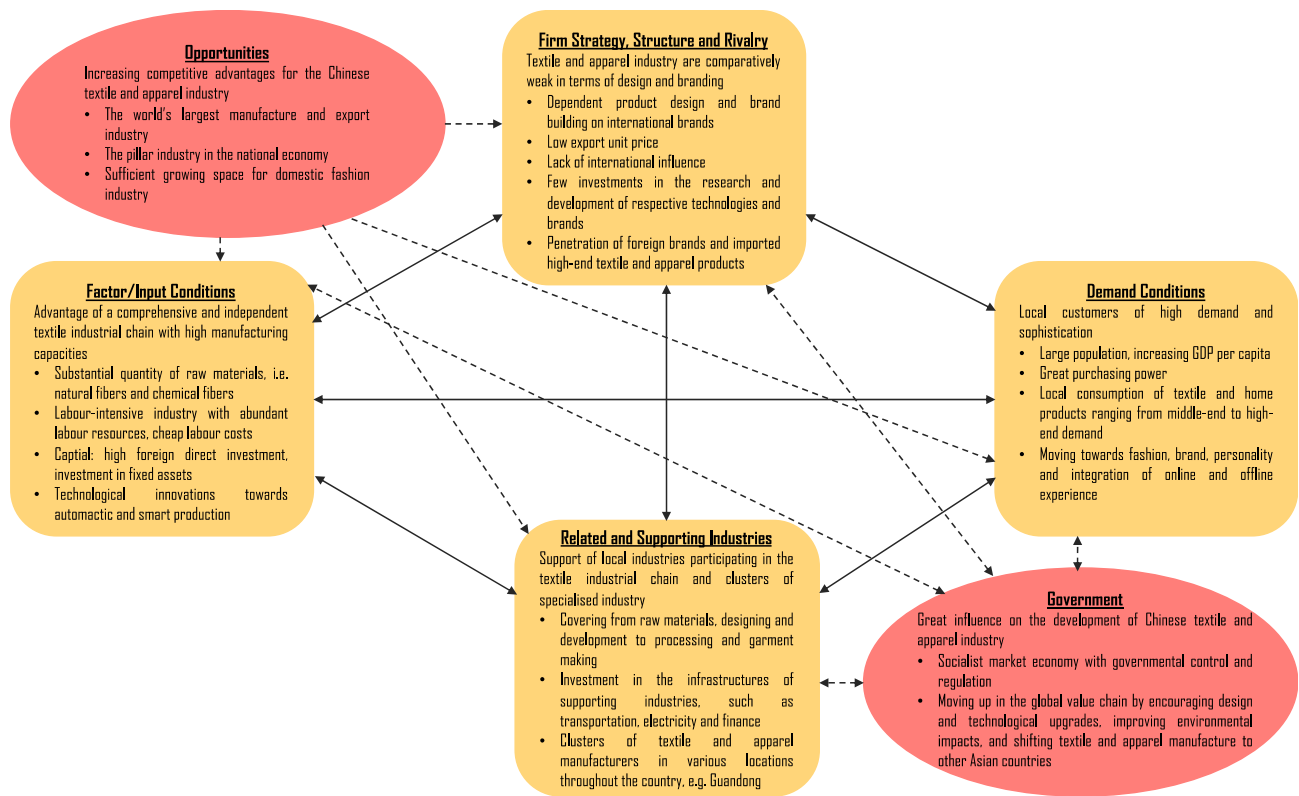 Opportunities
Increasing competitive advantages for the Chinese
textile and apparel industry
• The world's largest manufacture and export
industry
• The pillar industry in the national economy
• Sufficient growing space for domestic fashion
industry
Firm Strategy, Structure and Rivalry
Textile and apparel industry are comparatively
weak in terms of design and branding
• Dependent product design and brand
building on international brands
• Low export unit price
• Lack of international influence
• Few investments in the research and
development of respective technologies and
brands
• Penetration of foreign brands and imported
high-end textile and apparel products
Factor/Input Conditions
Advantage of a comprehensive and independent
textile industrial chain with high manufacturing
capacities
• Substantial quantity of raw materials, i.e.
natural fibers and chemical fibers
• Labour-intensive industry with abundant
labour resources, cheap labour costs
• Captial: high foreign direct investment,
investment in fixed assets
• Technological innovations towards
automactic and smart production
Demand Conditions
Local customers of high demand and
sophistication
• Large population, increasing GDP per capita
• Great purchasing power
• Local consumption of textile and home
products ranging from middle-end to high-
end demand
• Moving towards fashion, brand, personality
and integration of online and offline
experience
Related and Supporting Industries
Support of local industries participating in the
textile industrial chain and clusters of
specialised industry
• Covering from raw materials, designing and
development to processing and garment
making
• Investment in the infrastructures of
supporting industries, such as
transportation, electricity and finance
• Clusters of textile and apparel
manufacturers in various locations
throughout the country, e.g. Guandong
Government
Great influence on the development of Chinese textile and
apparel industry
• Socialist market economy with governmental control and
regulation
• Moving up in the global value chain by encouraging design
and technological upgrades, improving environmental
impacts, and shifting textile and apparel manufacture to
other Asian countries